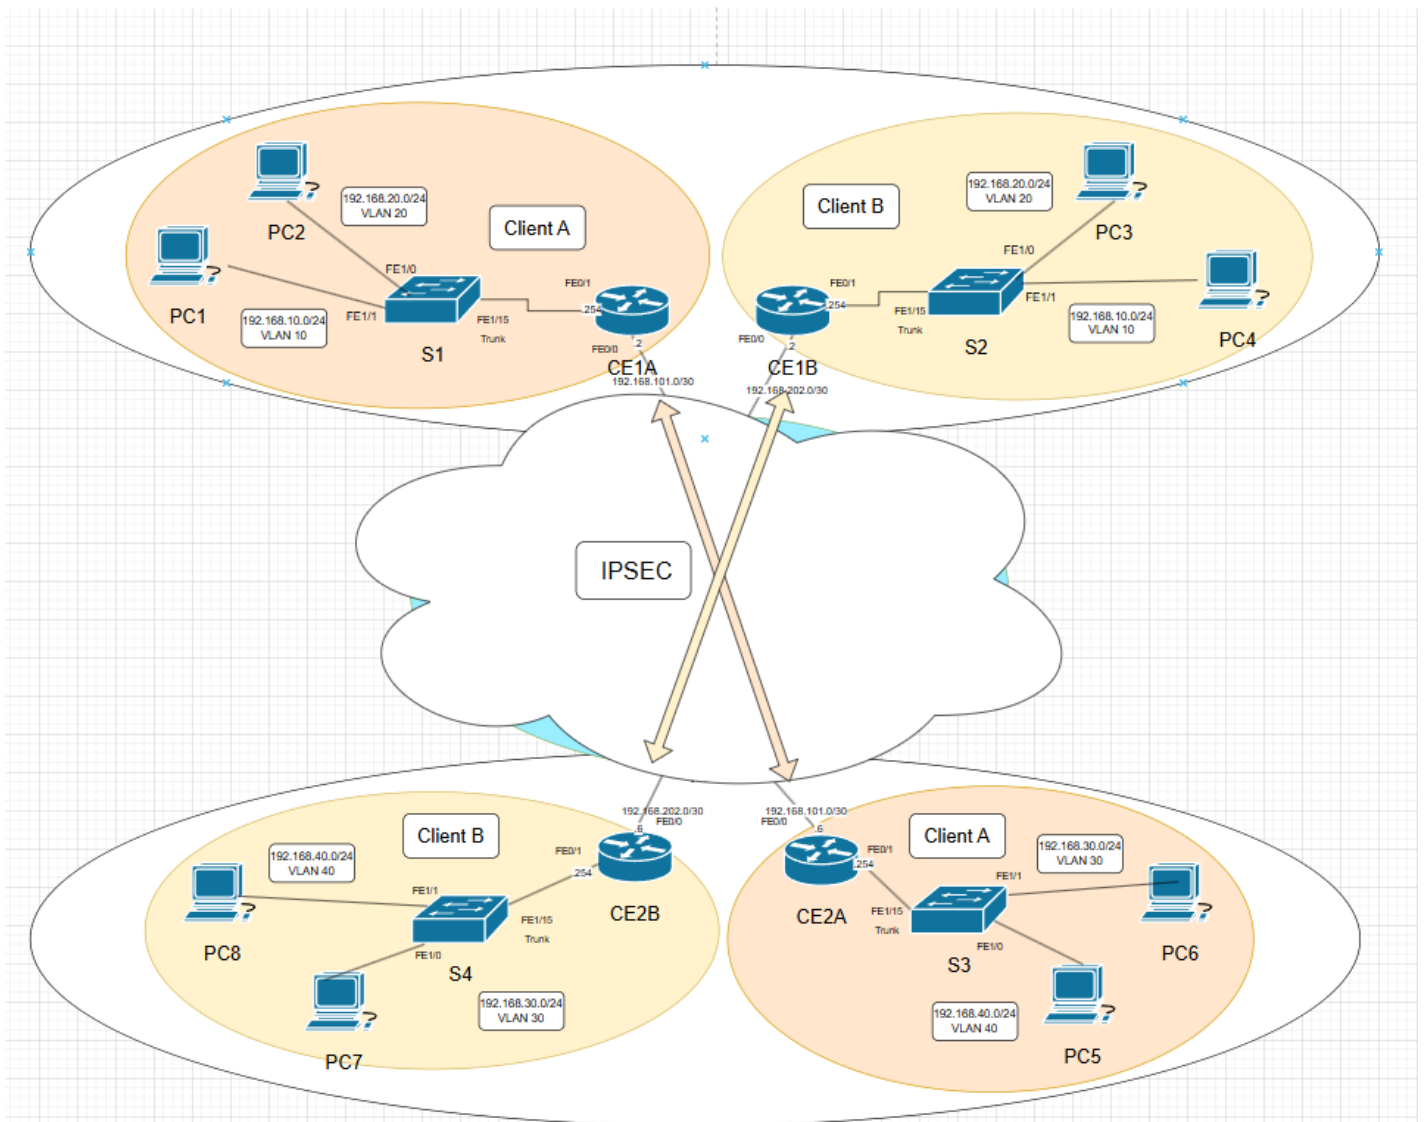 192.168.20.0/24
VLAN 20
Client A
PC2
FE1/0
PC1
192.168.10.0/24
VLAN 10
FE1/1
S1
FE1/15
Trunk
FE0/1
.254
FE0/0
.2
CE1A
192.168.101.0/30
Client B
192.168.20.0/24
VLAN 20
PC3
FE1/0
FE0/1
.254
FE1/15
Trunk
FE1/1
S2
192.168.10.0/24
VLAN 10
PC4
FE0/0
.2
CE1B
192.168.202.0/30
IPSEC
192.168.202.0/30
FE0/0
.6
Client B
192.168.40.0/24
VLAN 40
FE0/1
.254
CE2B
FE1/1
FE1/15
Trunk
PC8
FE1/0
S4
192.168.30.0/24
VLAN 30
PC7
192.168.101.0/30
FE0/0
.6
Client A
192.168.30.0/24
VLAN 30
FE0/1
.254
FE1/1
CE2A
FE1/15
Trunk
FE1/0
S3
PC6
192.168.40.0/24
VLAN 40
PC5